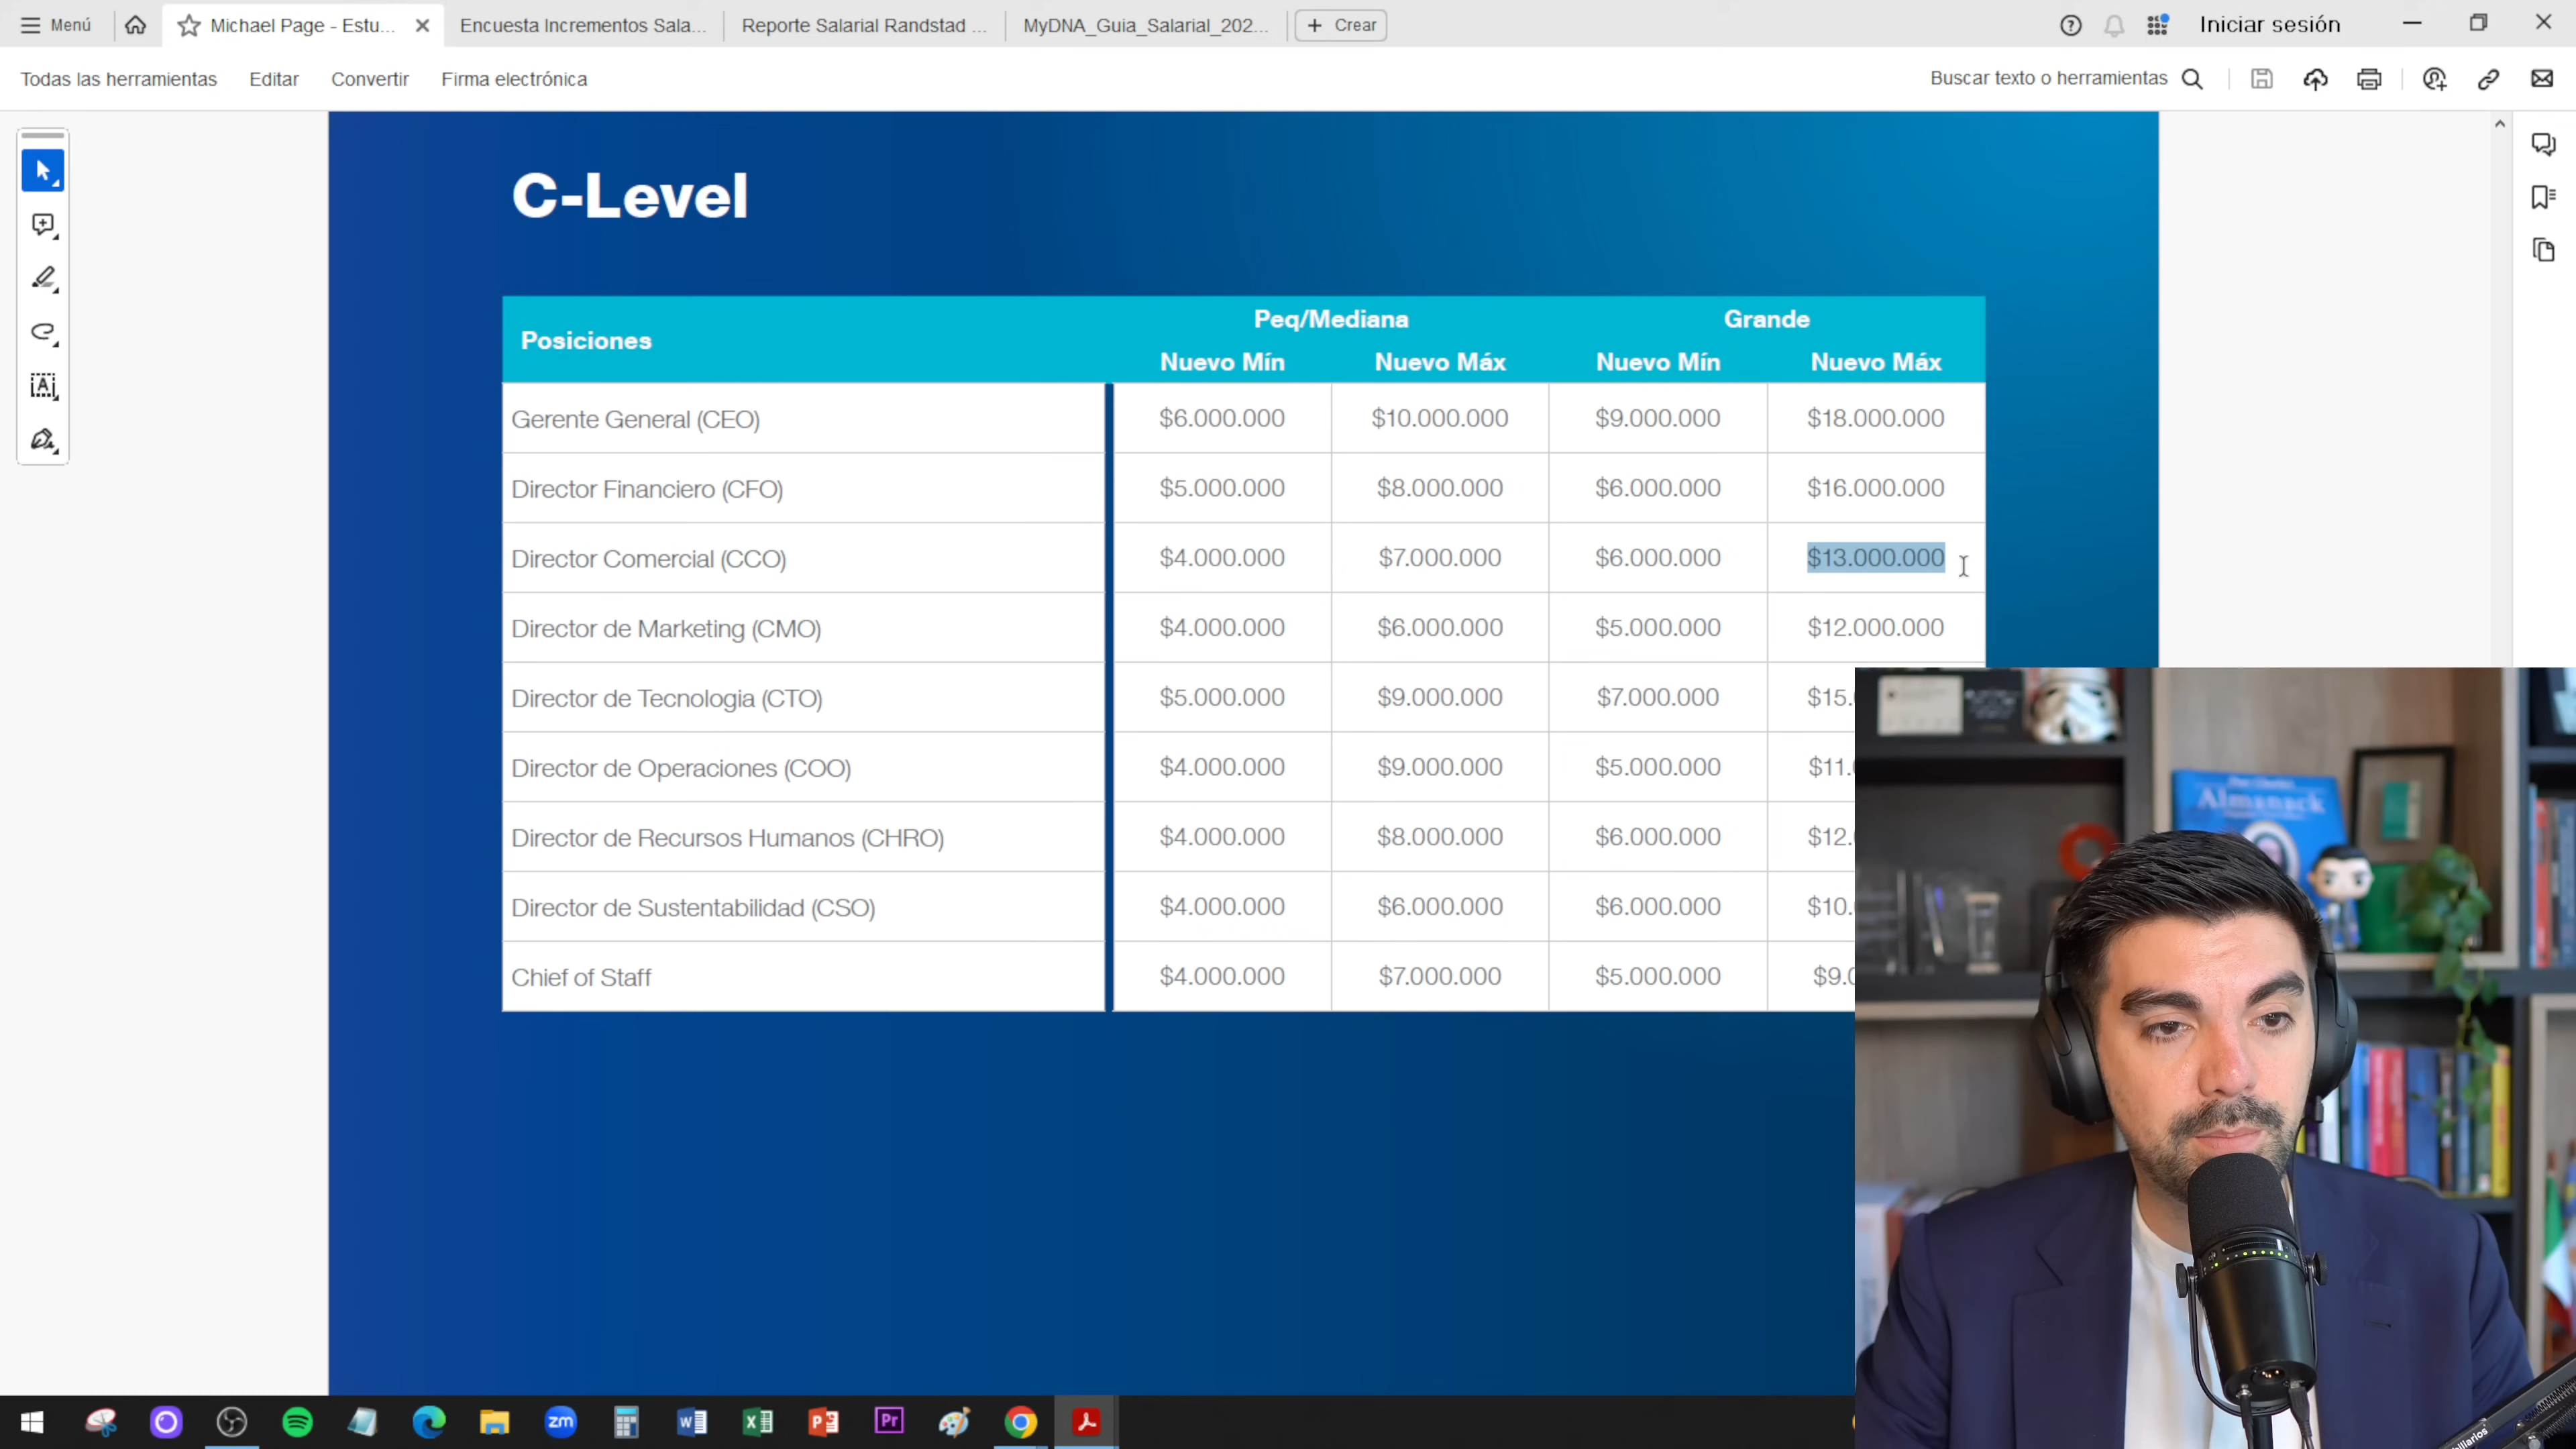 Menú
Michael Page - Estu...
Encuesta Incrementos Sala...
Reporte Salarial Randstad ...
MyDNA_Guia_Salarial_202...
+ Crear
Iniciar sesión
Todas las herramientas
Editar
Convertir
Firma electrónica
Buscar texto o herramientas
C-Level
Posiciones
Peq/Mediana
Grande
Nuevo Mín
Nuevo Máx
Nuevo Mín
Nuevo Máx
Gerente General (CEO) $6.000.000 $10.000.000 $9.000.000 $18.000.000
Director Financiero (CFO) $5.000.000 $8.000.000 $6.000.000 $16.000.000
Director Comercial (CCO) $4.000.000 $7.000.000 $6.000.000 $13.000.000
Director de Marketing (CMO) $4.000.000 $6.000.000 $5.000.000 $12.000.000
Director de Tecnologia (CTO) $5.000.000 $9.000.000 $7.000.000 $15.
Director de Operaciones (COO) $4.000.000 $9.000.000 $5.000.000 $11.
Director de Recursos Humanos (CHRO) $4.000.000 $8.000.000 $6.000.000 $12.
Director de Sustentabilidad (CSO) $4.000.000 $6.000.000 $6.000.000 $10.
Chief of Staff $4.000.000 $7.000.000 $5.000.000 $9.
Almanack
zm
Pr